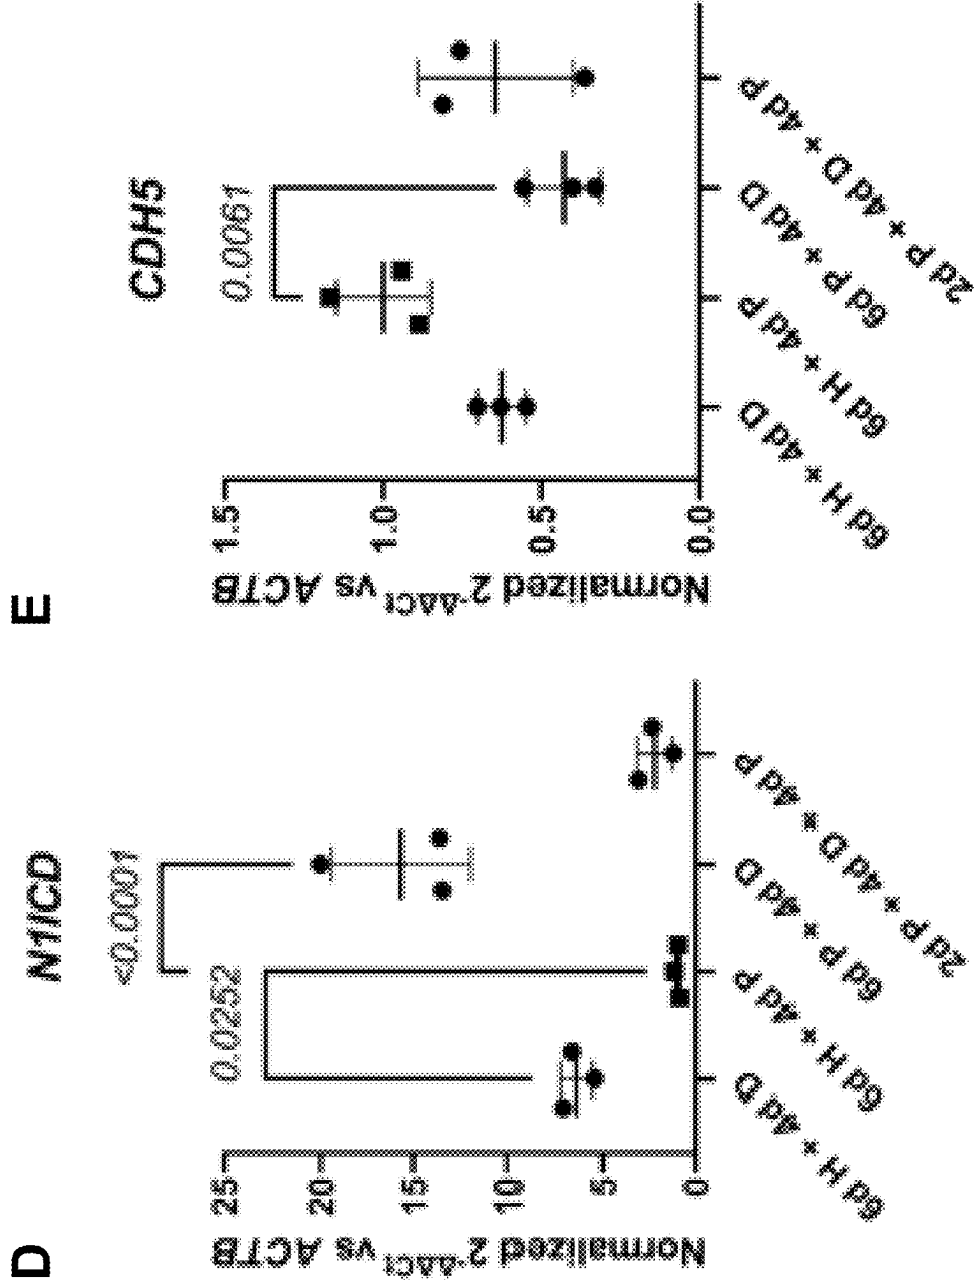 D
N1ICD
<0.0001
0.0252
Normalized 2-ΔΔCt vs ACTB
25
20
15
10
5
0
6d H × 4d D
6d H × 4d P
6d P × 4d D
2d P × 4d D × 4d P
E
CDH5
0.0061
Normalized 2-ΔΔCt vs ACTB
1.5
1.0
0.5
0.0
6d H × 4d D
6d H × 4d P
6d P × 4d D
2d P × 4d D × 4d P